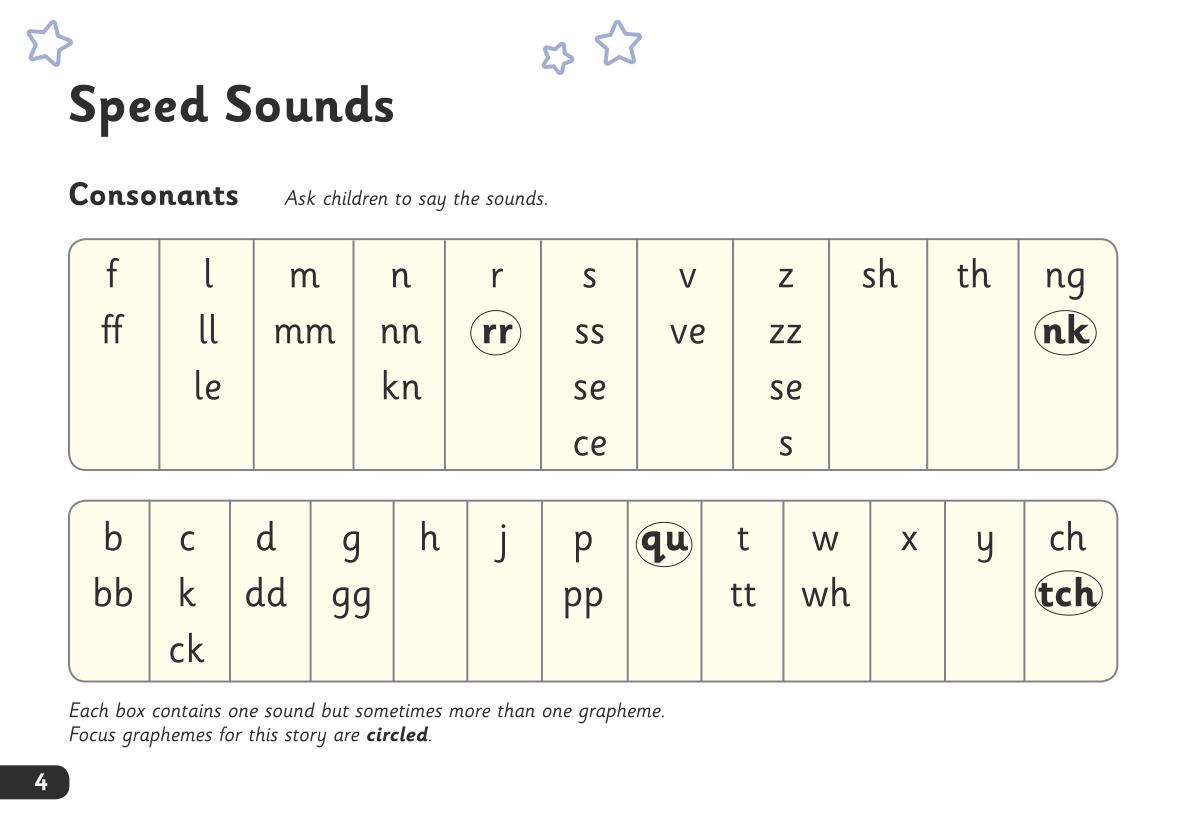 Speed Sounds
Consonants Ask children to say the sounds.
f l m n r s v z sh th ng
ff ll mm nn rr ss ve zz nk
le kn se se
ce s
b c d g h j p qu t w x y ch
bb k dd gg pp tt wh tch
ck
Each box contains one sound but sometimes more than one grapheme.
Focus graphemes for this story are circled.
4